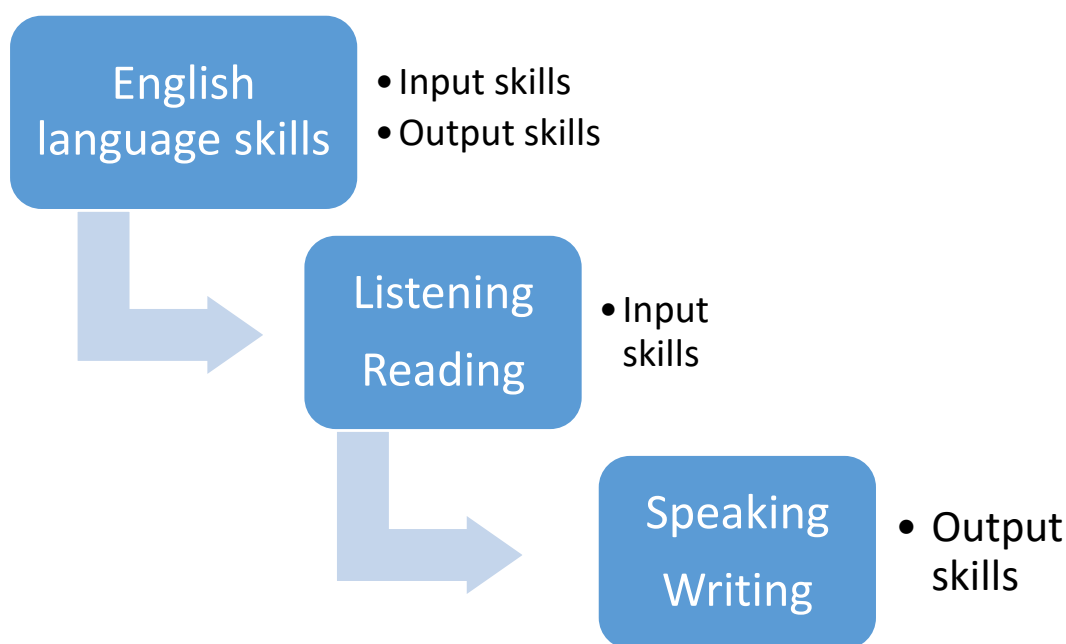 English
language skills
• Input skills
• Output skills
Listening
Reading
• Input
skills
Speaking
Writing
• Output
skills